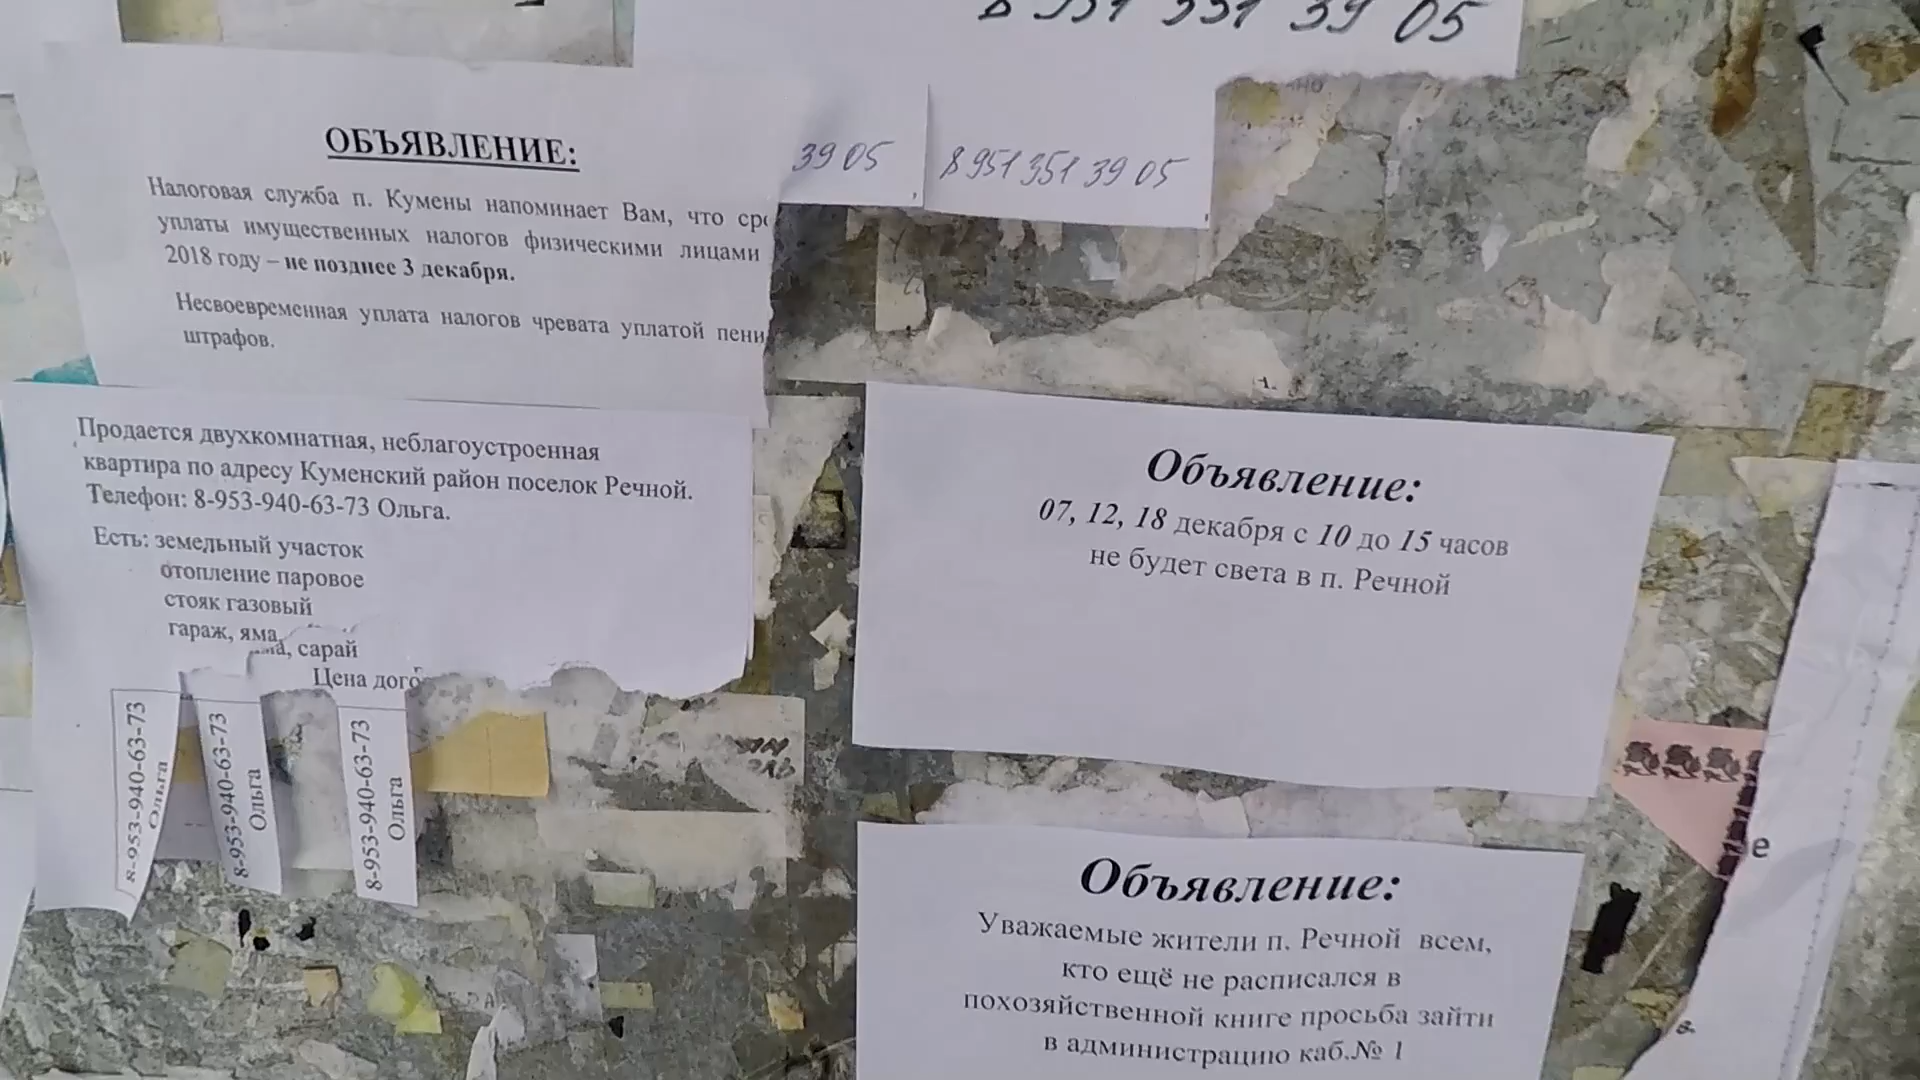 8 951 351 39 05
39 05
8 951 351 39 05
ОБЪЯВЛЕНИЕ:
Налоговая служба п. Кумены напоминает Вам, что
уплаты имущественных налогов физическими лицами
2018 году – не позднее 3 декабря.
Несвоевременная уплата налогов чревата уплатой пени
штрафов.
Продается двухкомнатная, неблагоустроенная
квартира по адресу Куменский район поселок Речной.
Телефон: 8-953-940-63-73 Ольга.
Есть: земельный участок
отопление паровое
стояк газовый
гараж, яма,
сарай
Цена
8-953-940-63-73
Ольга
8-953-940-63-73
Ольга
8-953-940-63-73
Ольга
Объявление:
07, 12, 18 декабря с 10 до 15 часов
не будет света в п. Речной
Объявление:
Уважаемые жители п. Речной всем,
кто ещё не расписался в
похозяйственной книге просьба зайти
в администрацию каб.№ 1
е